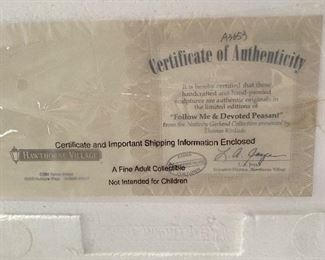 A3653
Certificate of Authenticity
It is hereby certified that these
handcrafted and hand-painted
sculptures are authentic originals in
the limited editions of
"Follow Me & Devoted Peasant"
from the Nativity Garland Collection presented by
Thomas Kinkade
Certificate and Important Shipping Information Enclosed
HAWTHORNE VILLAGE
A Fine Adult Collectible
Not Intended for Children